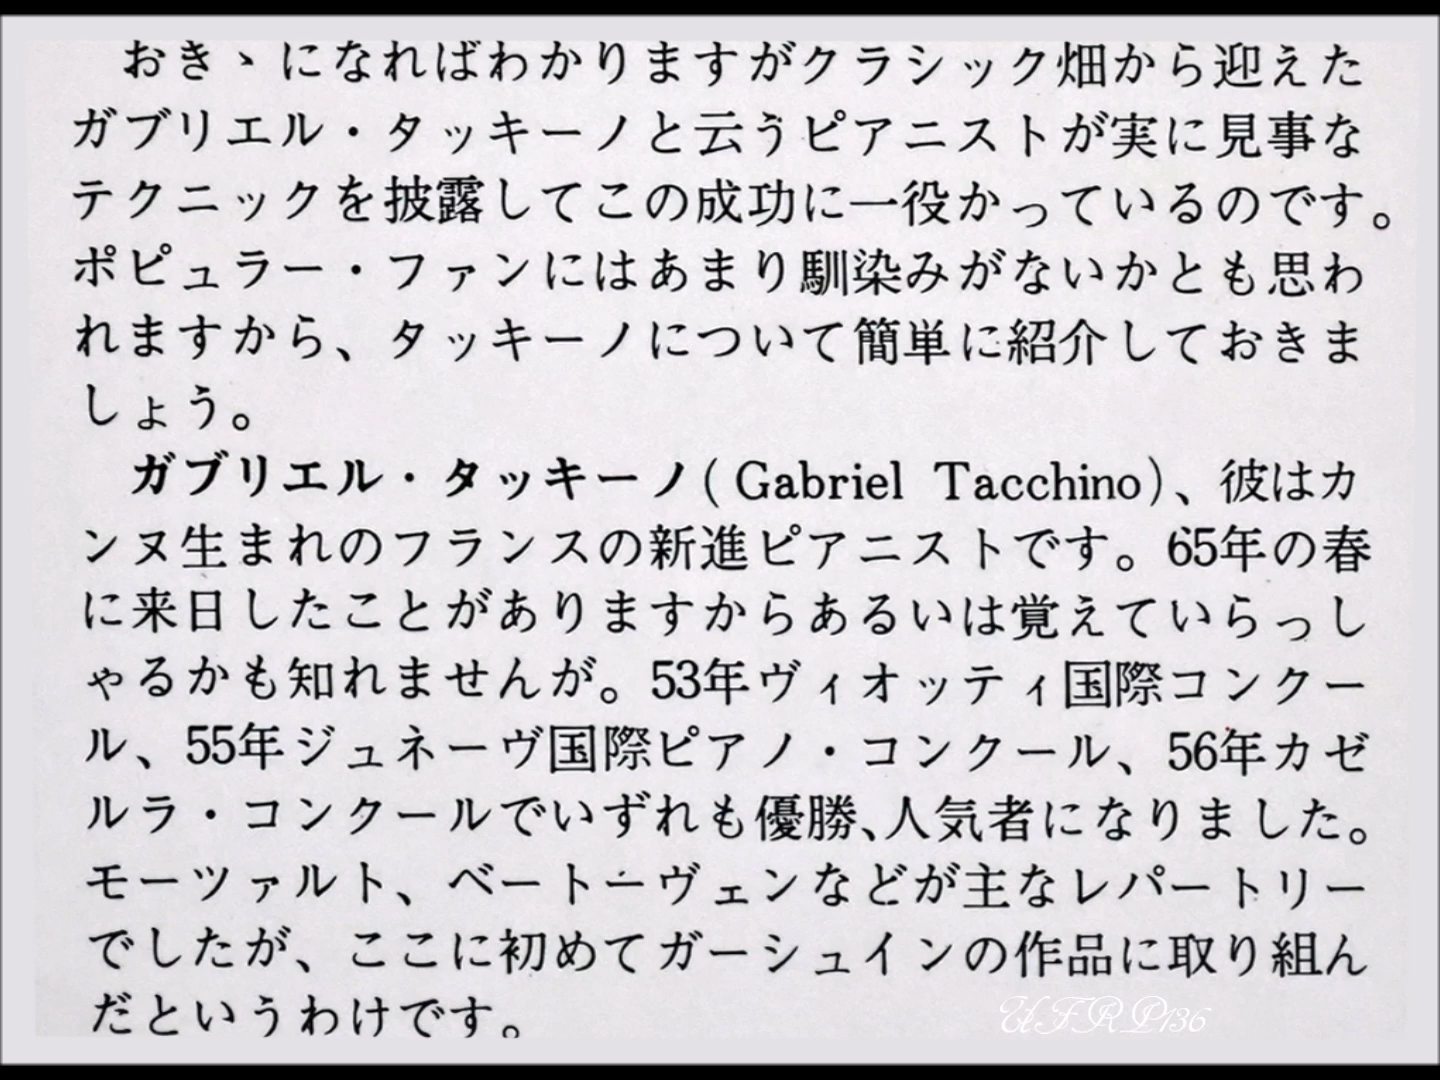 おきゝになればわかりますがクラシック畑から迎えた
ガブリエル・タッキーノと云うピアニストが実に見事な
テクニックを披露してこの成功に一役かっているのです。
ポピュラー・ファンにはあまり馴染みがないかとも思わ
れますから、タッキーノについて簡単に紹介しておきま
しょう。
ガブリエル・タッキーノ(Gabriel Tacchino)、彼はカ
ンヌ生まれのフランスの新進ピアニストです。65年の春
に来日したことがありますからあるいは覚えていらっし
ゃるかも知れませんが。53年ヴィオッティ国際コンクー
ル、55年ジュネーヴ国際ピアノ・コンクール、56年カゼ
ルラ・コンクールでいずれも優勝、人気者になりました。
モーツァルト、ベートーヴェンなどが主なレパートリー
でしたが、ここに初めてガーシュインの作品に取り組ん
だというわけです。
UFRP136